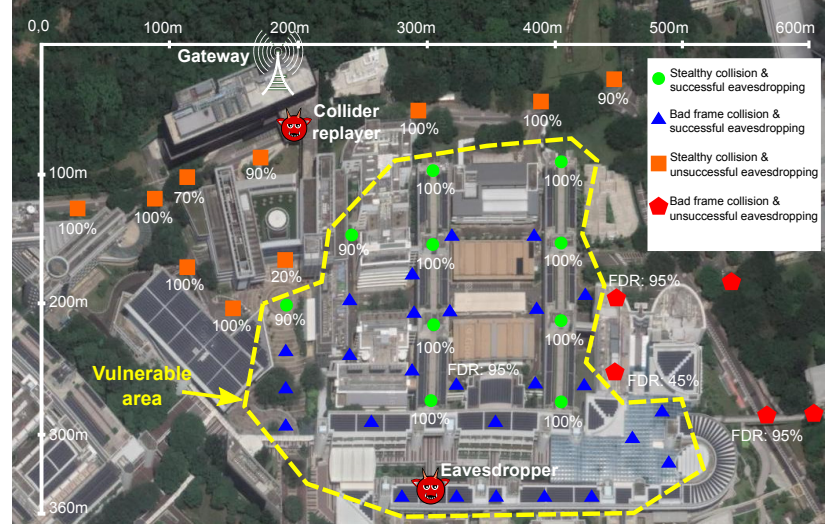 0,0
100m
200m
300m
400m
500m
600m
Gateway
Collider
replayer
Stealthy collision &
successful eavesdropping
Bad frame collision &
successful eavesdropping
Stealthy collision &
unsuccessful eavesdropping
Bad frame collision &
unsuccessful eavesdropping
90%
100%
100%
90%
70%
100%
100%
100m
100%
100%
90%
100%
100%
20%
100%
100%
90%
200m
FDR: 95%
100%
100%
FDR: 95%
FDR: 45%
Vulnerable
area
100%
100%
300m
FDR: 95%
Eavesdropper
360m